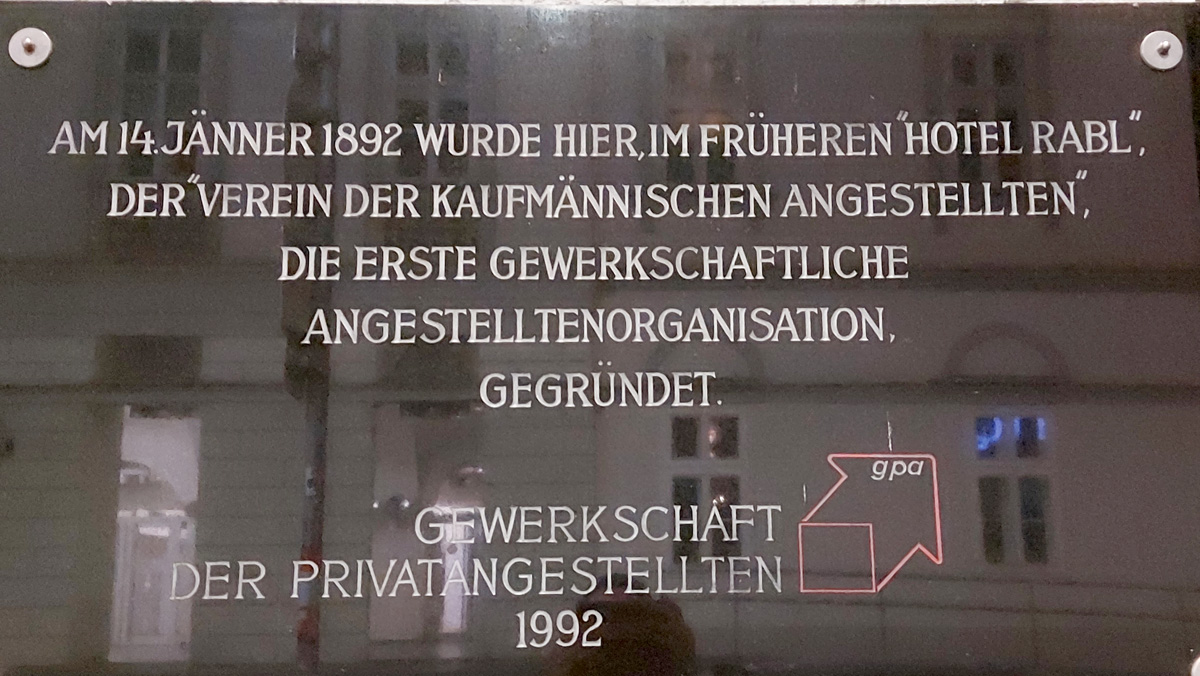 AM 14. JÄNNER 1892 WURDE HIER, IM FRÜHEREN "HOTEL RABL",
DER "VEREIN DER KAUFMÄNNISCHEN ANGESTELLTEN",
DIE ERSTE GEWERKSCHAFTLICHE
ANGESTELLTENORGANISATION,
GEGRÜNDET.
gpa
GEWERKSCHAFT
DER PRIVATANGESTELLTEN
1992